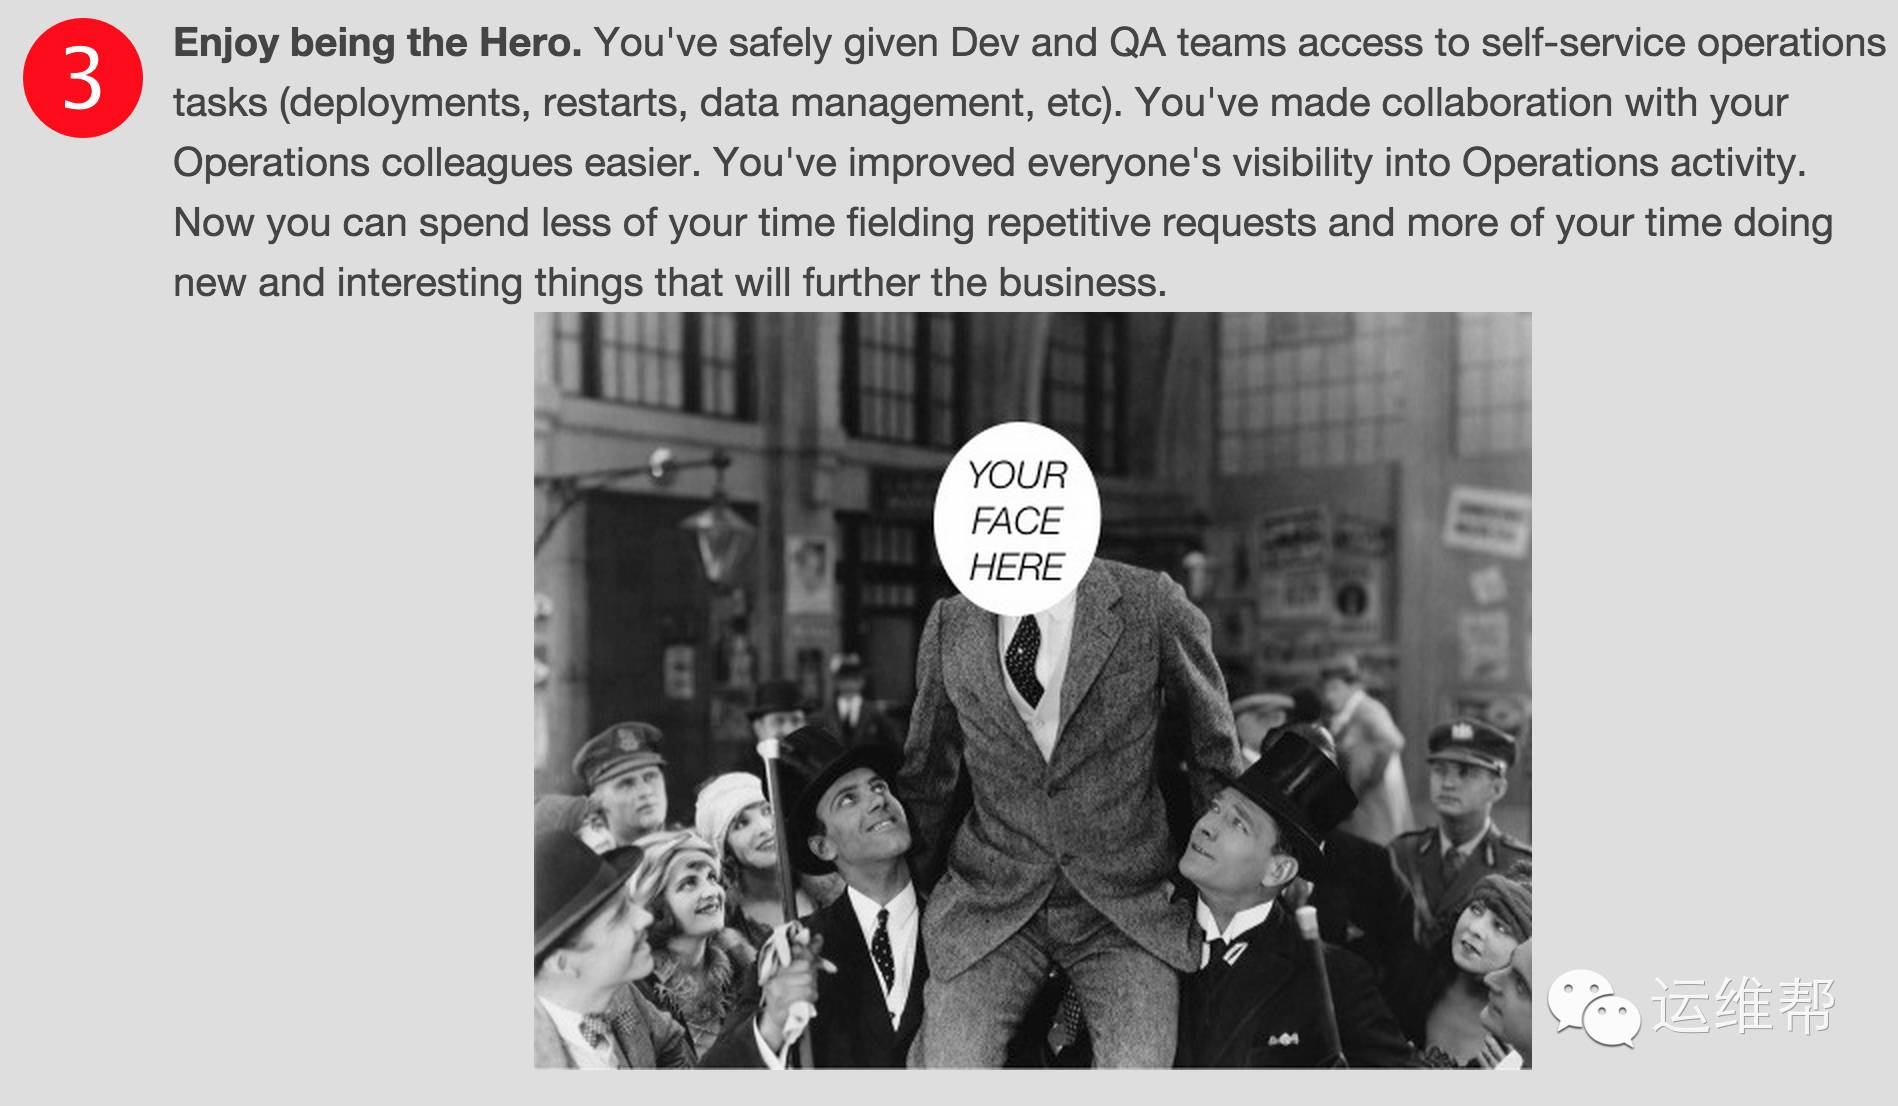 3
Enjoy being the Hero. You've safely given Dev and QA teams access to self-service operations
tasks (deployments, restarts, data management, etc). You've made collaboration with your
Operations colleagues easier. You've improved everyone's visibility into Operations activity.
Now you can spend less of your time fielding repetitive requests and more of your time doing
new and interesting things that will further the business.
YOUR
FACE
HERE
运维帮